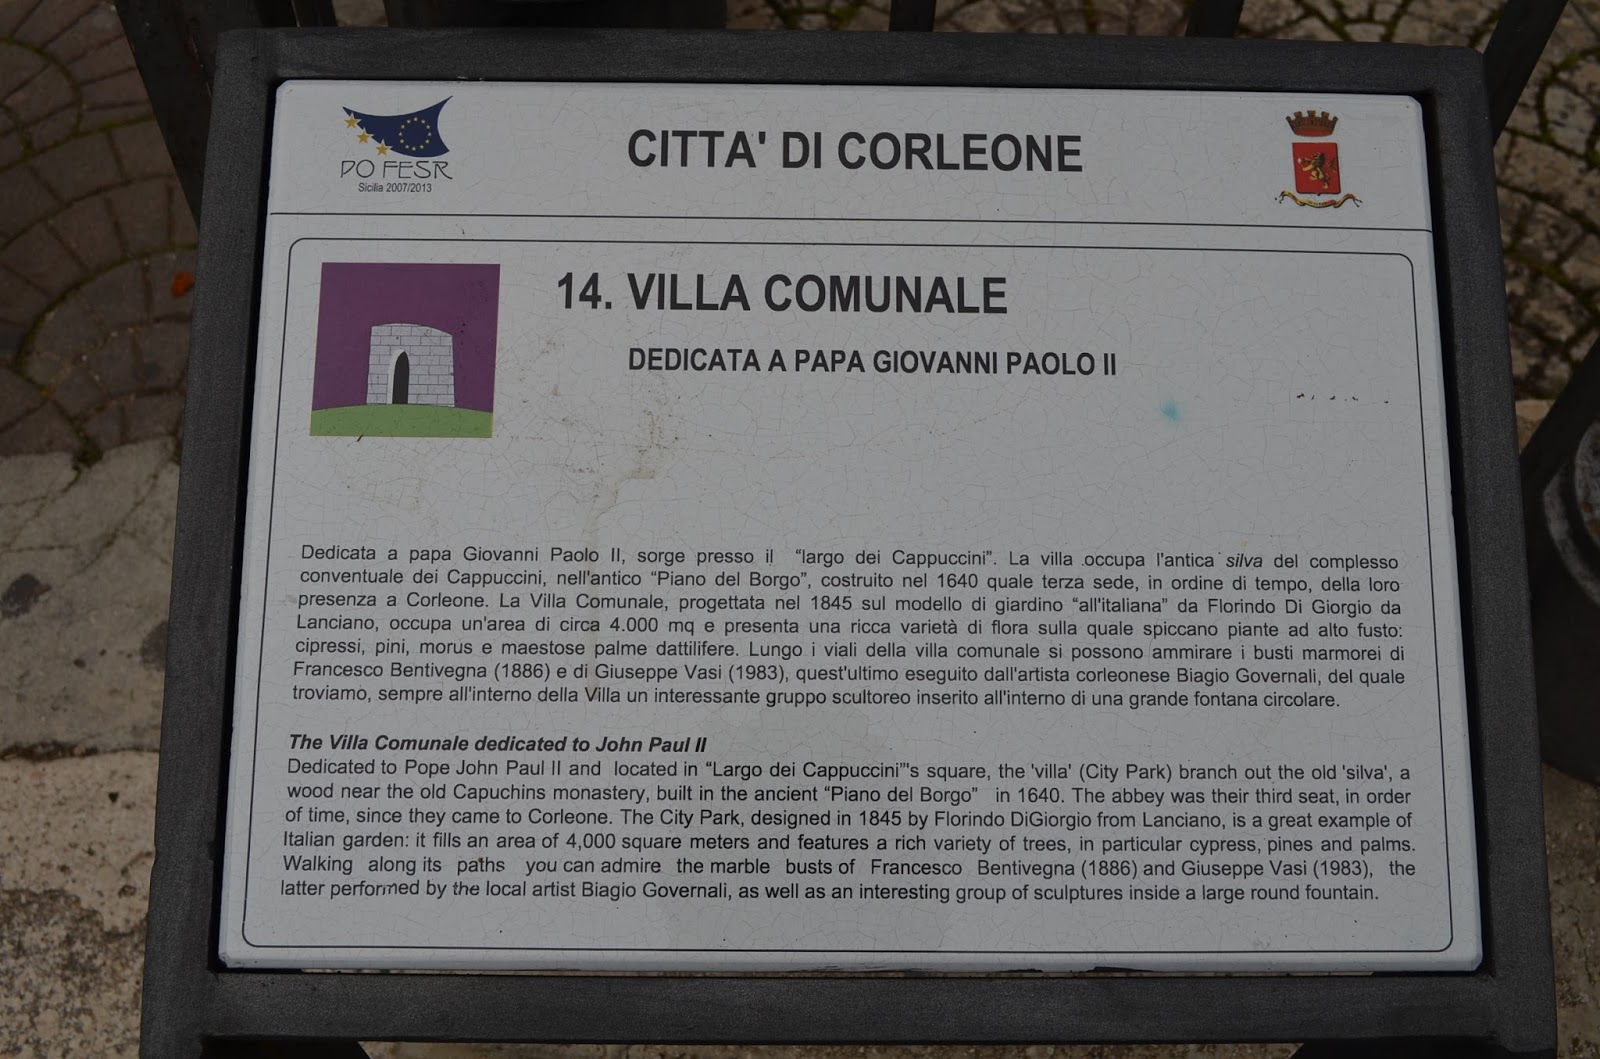 PO FESR
Sicilia 2007/2013
CITTA' DI CORLEONE
14. VILLA COMUNALE
DEDICATA A PAPA GIOVANNI PAOLO II
Dedicata a papa Giovanni Paolo II, sorge presso il “largo dei Cappuccini”. La villa occupa l'antica silva del complesso
conventuale dei Cappuccini, nell'antico “Piano del Borgo”, costruito nel 1640 quale terza sede, in ordine di tempo, della loro
presenza a Corleone. La Villa Comunale, progettata nel 1845 sul modello di giardino “all'italiana” da Florindo Di Giorgio da
Lanciano, occupa un'area di circa 4.000 mq e presenta una ricca varietà di flora sulla quale spiccano piante ad alto fusto:
cipressi, pini, morus e maestose palme dattilifere. Lungo i viali della villa comunale si possono ammirare i busti marmorei di
Francesco Bentivegna (1886) e di Giuseppe Vasi (1983), quest'ultimo eseguito dall'artista corleonese Biagio Governali, del quale
troviamo, sempre all'interno della Villa un interessante gruppo scultoreo inserito all'interno di una grande fontana circolare.
The Villa Comunale dedicated to John Paul II
Dedicated to Pope John Paul II and located in “Largo dei Cappuccini”'s square, the 'villa' (City Park) branch out the old 'silva', a
wood near the old Capuchins monastery, built in the ancient “Piano del Borgo” in 1640. The abbey was their third seat, in order
of time, since they came to Corleone. The City Park, designed in 1845 by Florindo DiGiorgio from Lanciano, is a great example of
Italian garden: it fills an area of 4,000 square meters and features a rich variety of trees, in particular cypress, pines and palms.
Walking along its paths you can admire the marble busts of Francesco Bentivegna (1886) and Giuseppe Vasi (1983), the
latter performed by the local artist Biagio Governali, as well as an interesting group of sculptures inside a large round fountain.